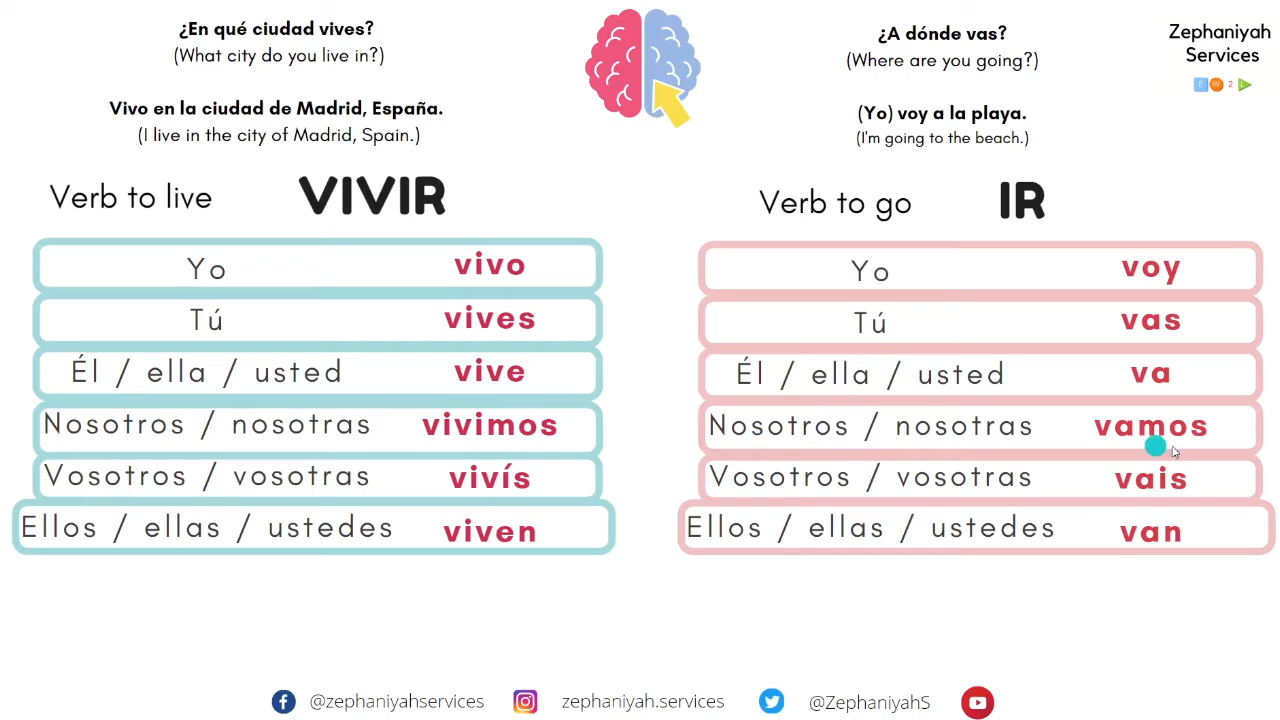 ¿En qué ciudad vives?
(What city do you live in?)
Vivo en la ciudad de Madrid, España.
(I live in the city of Madrid, Spain.)
¿A dónde vas?
(Where are you going?)
(Yo) voy a la playa.
(I'm going to the beach.)
Zephaniyah
Services
E W 2 L
Verb to live VIVIR
Yo vivo
Tú vives
Él / ella / usted vive
Nosotros / nosotras vivimos
Vosotros / vosotras vivís
Ellos / ellas / ustedes viven
Verb to go IR
Yo voy
Tú vas
Él / ella / usted va
Nosotros / nosotras vamos
Vosotros / vosotras vais
Ellos / ellas / ustedes van
@zephaniyahservices zephaniyah.services @ZephaniyahS